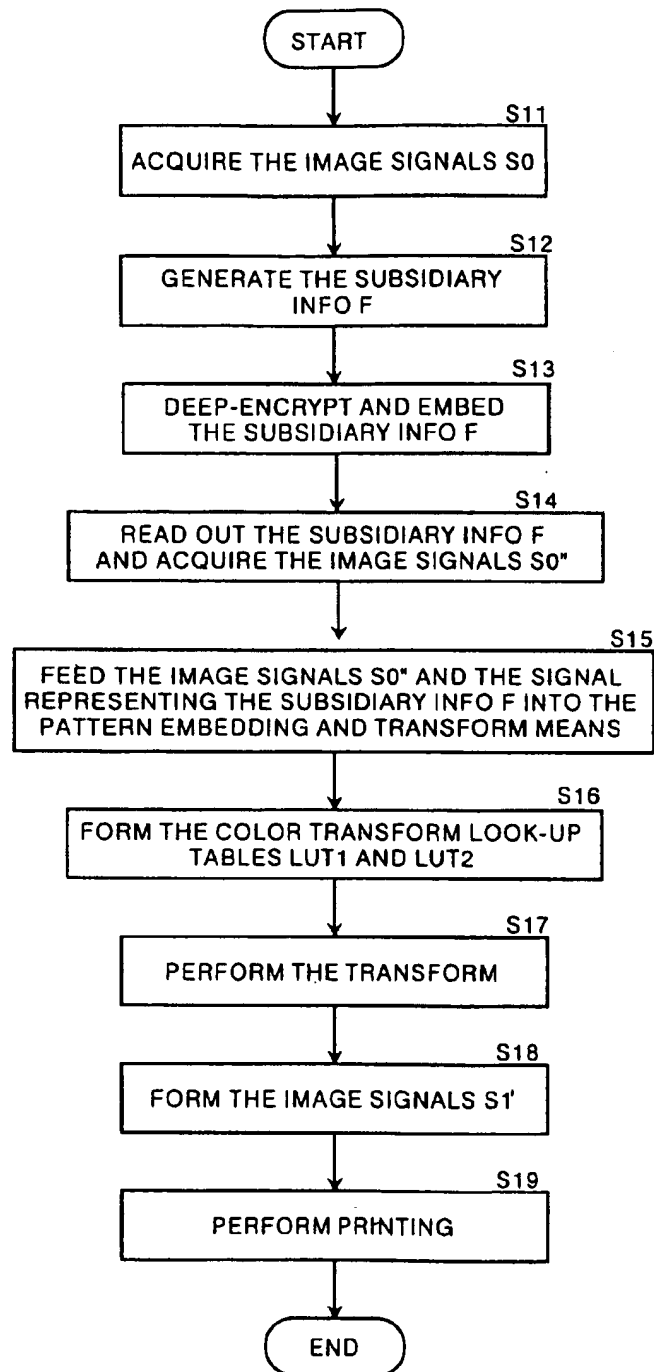 START
S11
ACQUIRE THE IMAGE SIGNALS S0
S12
GENERATE THE SUBSIDIARY
INFO F
S13
DEEP-ENCRYPT AND EMBED
THE SUBSIDIARY INFO F
S14
READ OUT THE SUBSIDIARY INFO F
AND ACQUIRE THE IMAGE SIGNALS S0"
S15
FEED THE IMAGE SIGNALS S0" AND THE SIGNAL
REPRESENTING THE SUBSIDIARY INFO F INTO THE
PATTERN EMBEDDING AND TRANSFORM MEANS
S16
FORM THE COLOR TRANSFORM LOOK-UP
TABLES LUT1 AND LUT2
S17
PERFORM THE TRANSFORM
S18
FORM THE IMAGE SIGNALS S1'
S19
PERFORM PRINTING
END